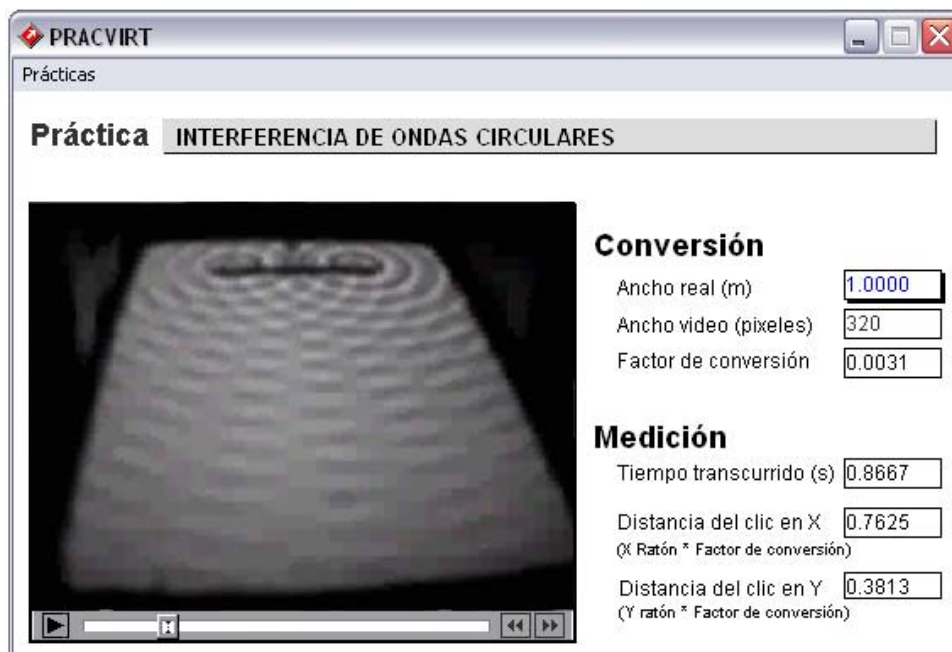 PRACVIRT
Prácticas
Práctica INTERFERENCIA DE ONDAS CIRCULARES
Conversión
Ancho real (m) 1.0000
Ancho video (pixeles) 320
Factor de conversión 0.0031
Medición
Tiempo transcurrido (s) 0.8667
Distancia del clic en X 0.7625
(X Ratón * Factor de conversión)
Distancia del clic en Y 0.3813
(Y ratón * Factor de conversión)